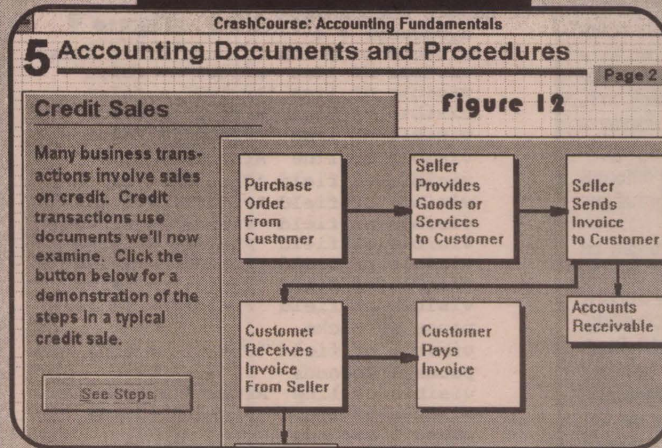 CrashCourse: Accounting Fundamentals
5 Accounting Documents and Procedures
Page 2
Credit Sales
Figure 12
Many business trans-
actions involve sales
on credit. Credit
transactions use
documents we'll now
examine. Click the
button below for a
demonstration of the
steps in a typical
credit sale.
See Steps
Purchase
Order
From
Customer
Seller
Provides
Goods or
Services
to Customer
Seller
Sends
Invoice
to Customer
Accounts
Receivable
Customer
Receives
Invoice
From Seller
Customer
Pays
Invoice